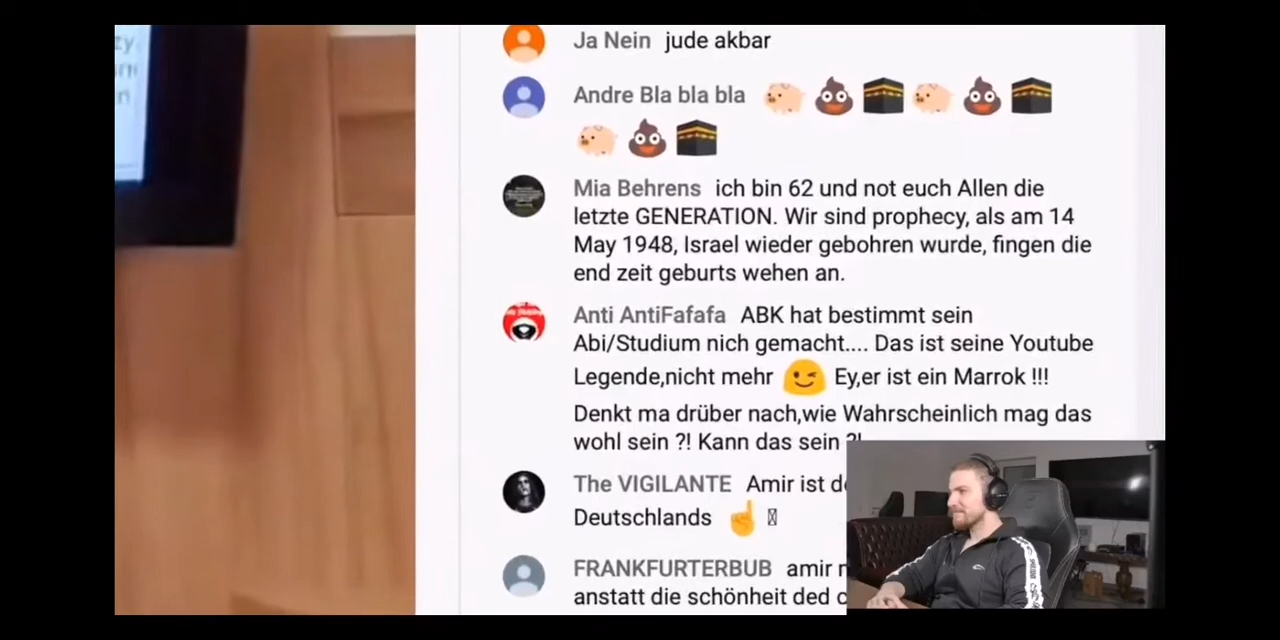 Ja Nein jude akbar
Andre Bla bla bla 🐖💩🕋🐖💩🕋
🐖💩🕋
Mia Behrens ich bin 62 und not euch Allen die
letzte GENERATION. Wir sind prophecy, als am 14
May 1948, Israel wieder gebohren wurde, fingen die
end zeit geburts wehen an.
Anti AntiFafafa ABK hat bestimmt sein
Abi/Studium nich gemacht.... Das ist seine Youtube
Legende,nicht mehr 😉 Ey,er ist ein Marrok !!!
Denkt ma drüber nach,wie Wahrscheinlich mag das
wohl sein ?! Kann das sein ?!
The VIGILANTE Amir ist
Deutschlands ☝
FRANKFURTERBUB amir
anstatt die schönheit ded